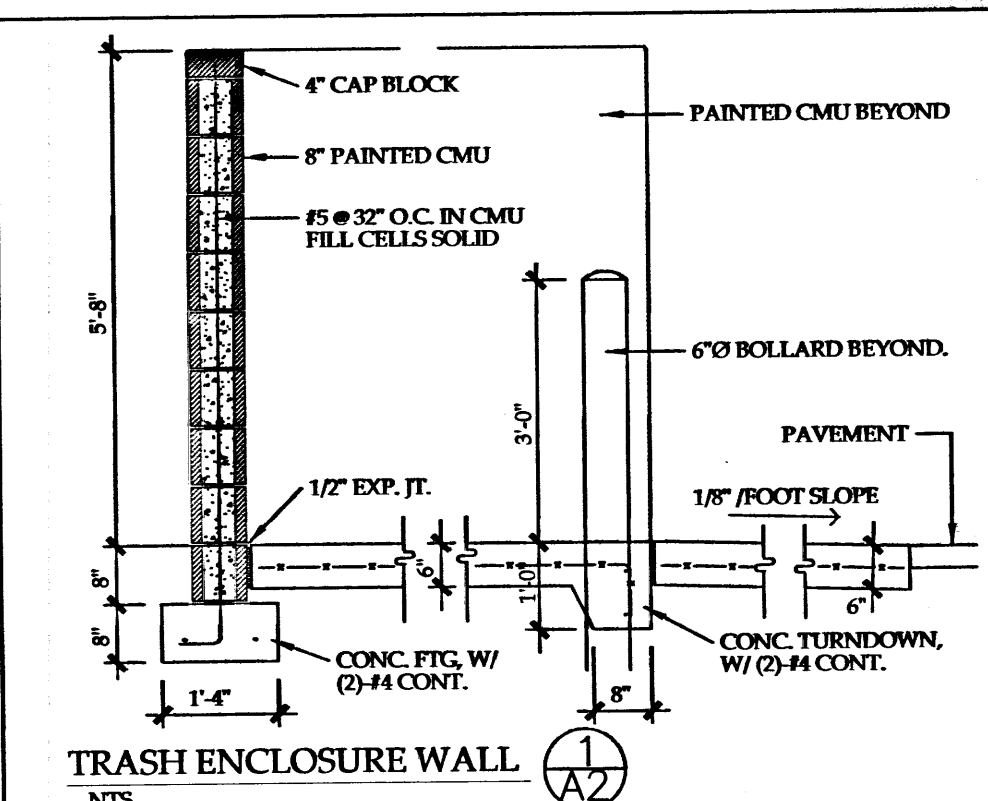 4" CAP BLOCK
PAINTED CMU BEYOND
8" PAINTED CMU
#5 @ 32" O.C. IN CMU
FILL CELLS SOLID
5'-8"
6"Ø BOLLARD BEYOND.
3'-0"
PAVEMENT
1/2" EXP. JT.
1/8" /FOOT SLOPE
8"
6"
1'-0"
6"
8"
CONC. FTG, W/
(2)-#4 CONT.
CONC. TURNDOWN,
W/ (2)-#4 CONT.
1'-4"
8"
TRASH ENCLOSURE WALL
1
A2
NTS